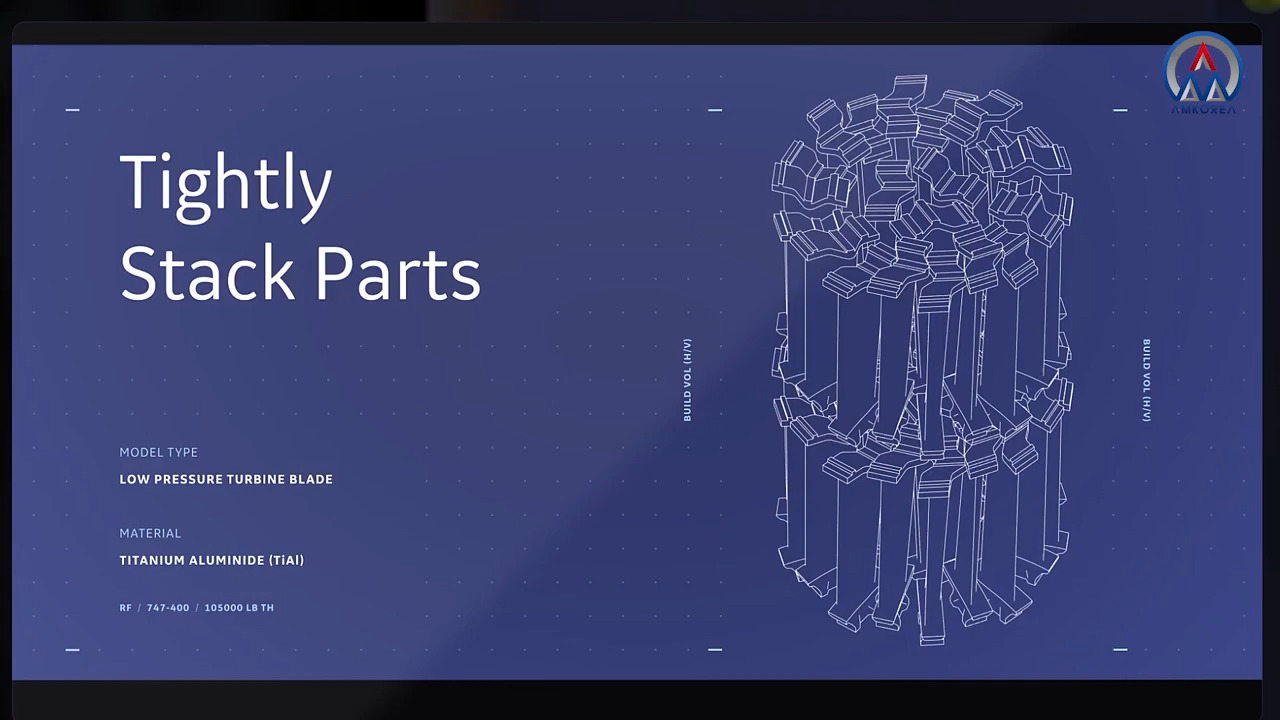 AMKOREA
Tightly
Stack Parts
BUILD VOL (H/V)
BUILD VOL (H/V)
MODEL TYPE
LOW PRESSURE TURBINE BLADE
MATERIAL
TITANIUM ALUMINIDE (TiAl)
RF / 747-400 / 105000 LB TH